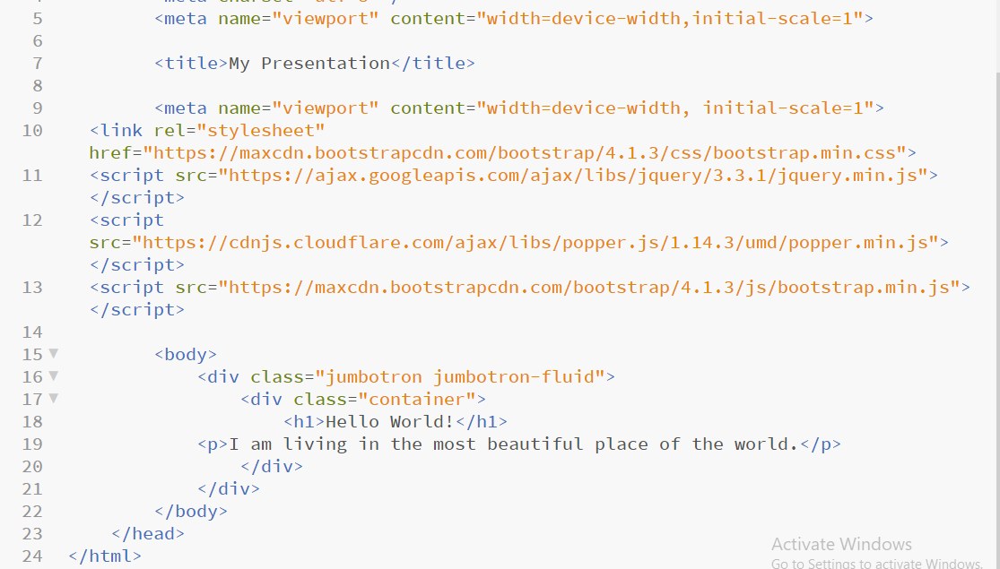 5 <meta name="viewport" content="width=device-width,initial-scale=1">
6
7 <title>My Presentation</title>
8
9 <meta name="viewport" content="width=device-width, initial-scale=1">
10 <link rel="stylesheet"
href="https://maxcdn.bootstrapcdn.com/bootstrap/4.1.3/css/bootstrap.min.css">
11 <script src="https://ajax.googleapis.com/ajax/libs/jquery/3.3.1/jquery.min.js">
</script>
12 <script
src="https://cdnjs.cloudflare.com/ajax/libs/popper.js/1.14.3/umd/popper.min.js">
</script>
13 <script src="https://maxcdn.bootstrapcdn.com/bootstrap/4.1.3/js/bootstrap.min.js">
</script>
14
15 <body>
16 <div class="jumbotron jumbotron-fluid">
17 <div class="container">
18 <h1>Hello World!</h1>
19 <p>I am living in the most beautiful place of the world.</p>
20 </div>
21 </div>
22 </body>
23 </head>
24 </html>
Activate Windows
Go to Settings to activate Windows.